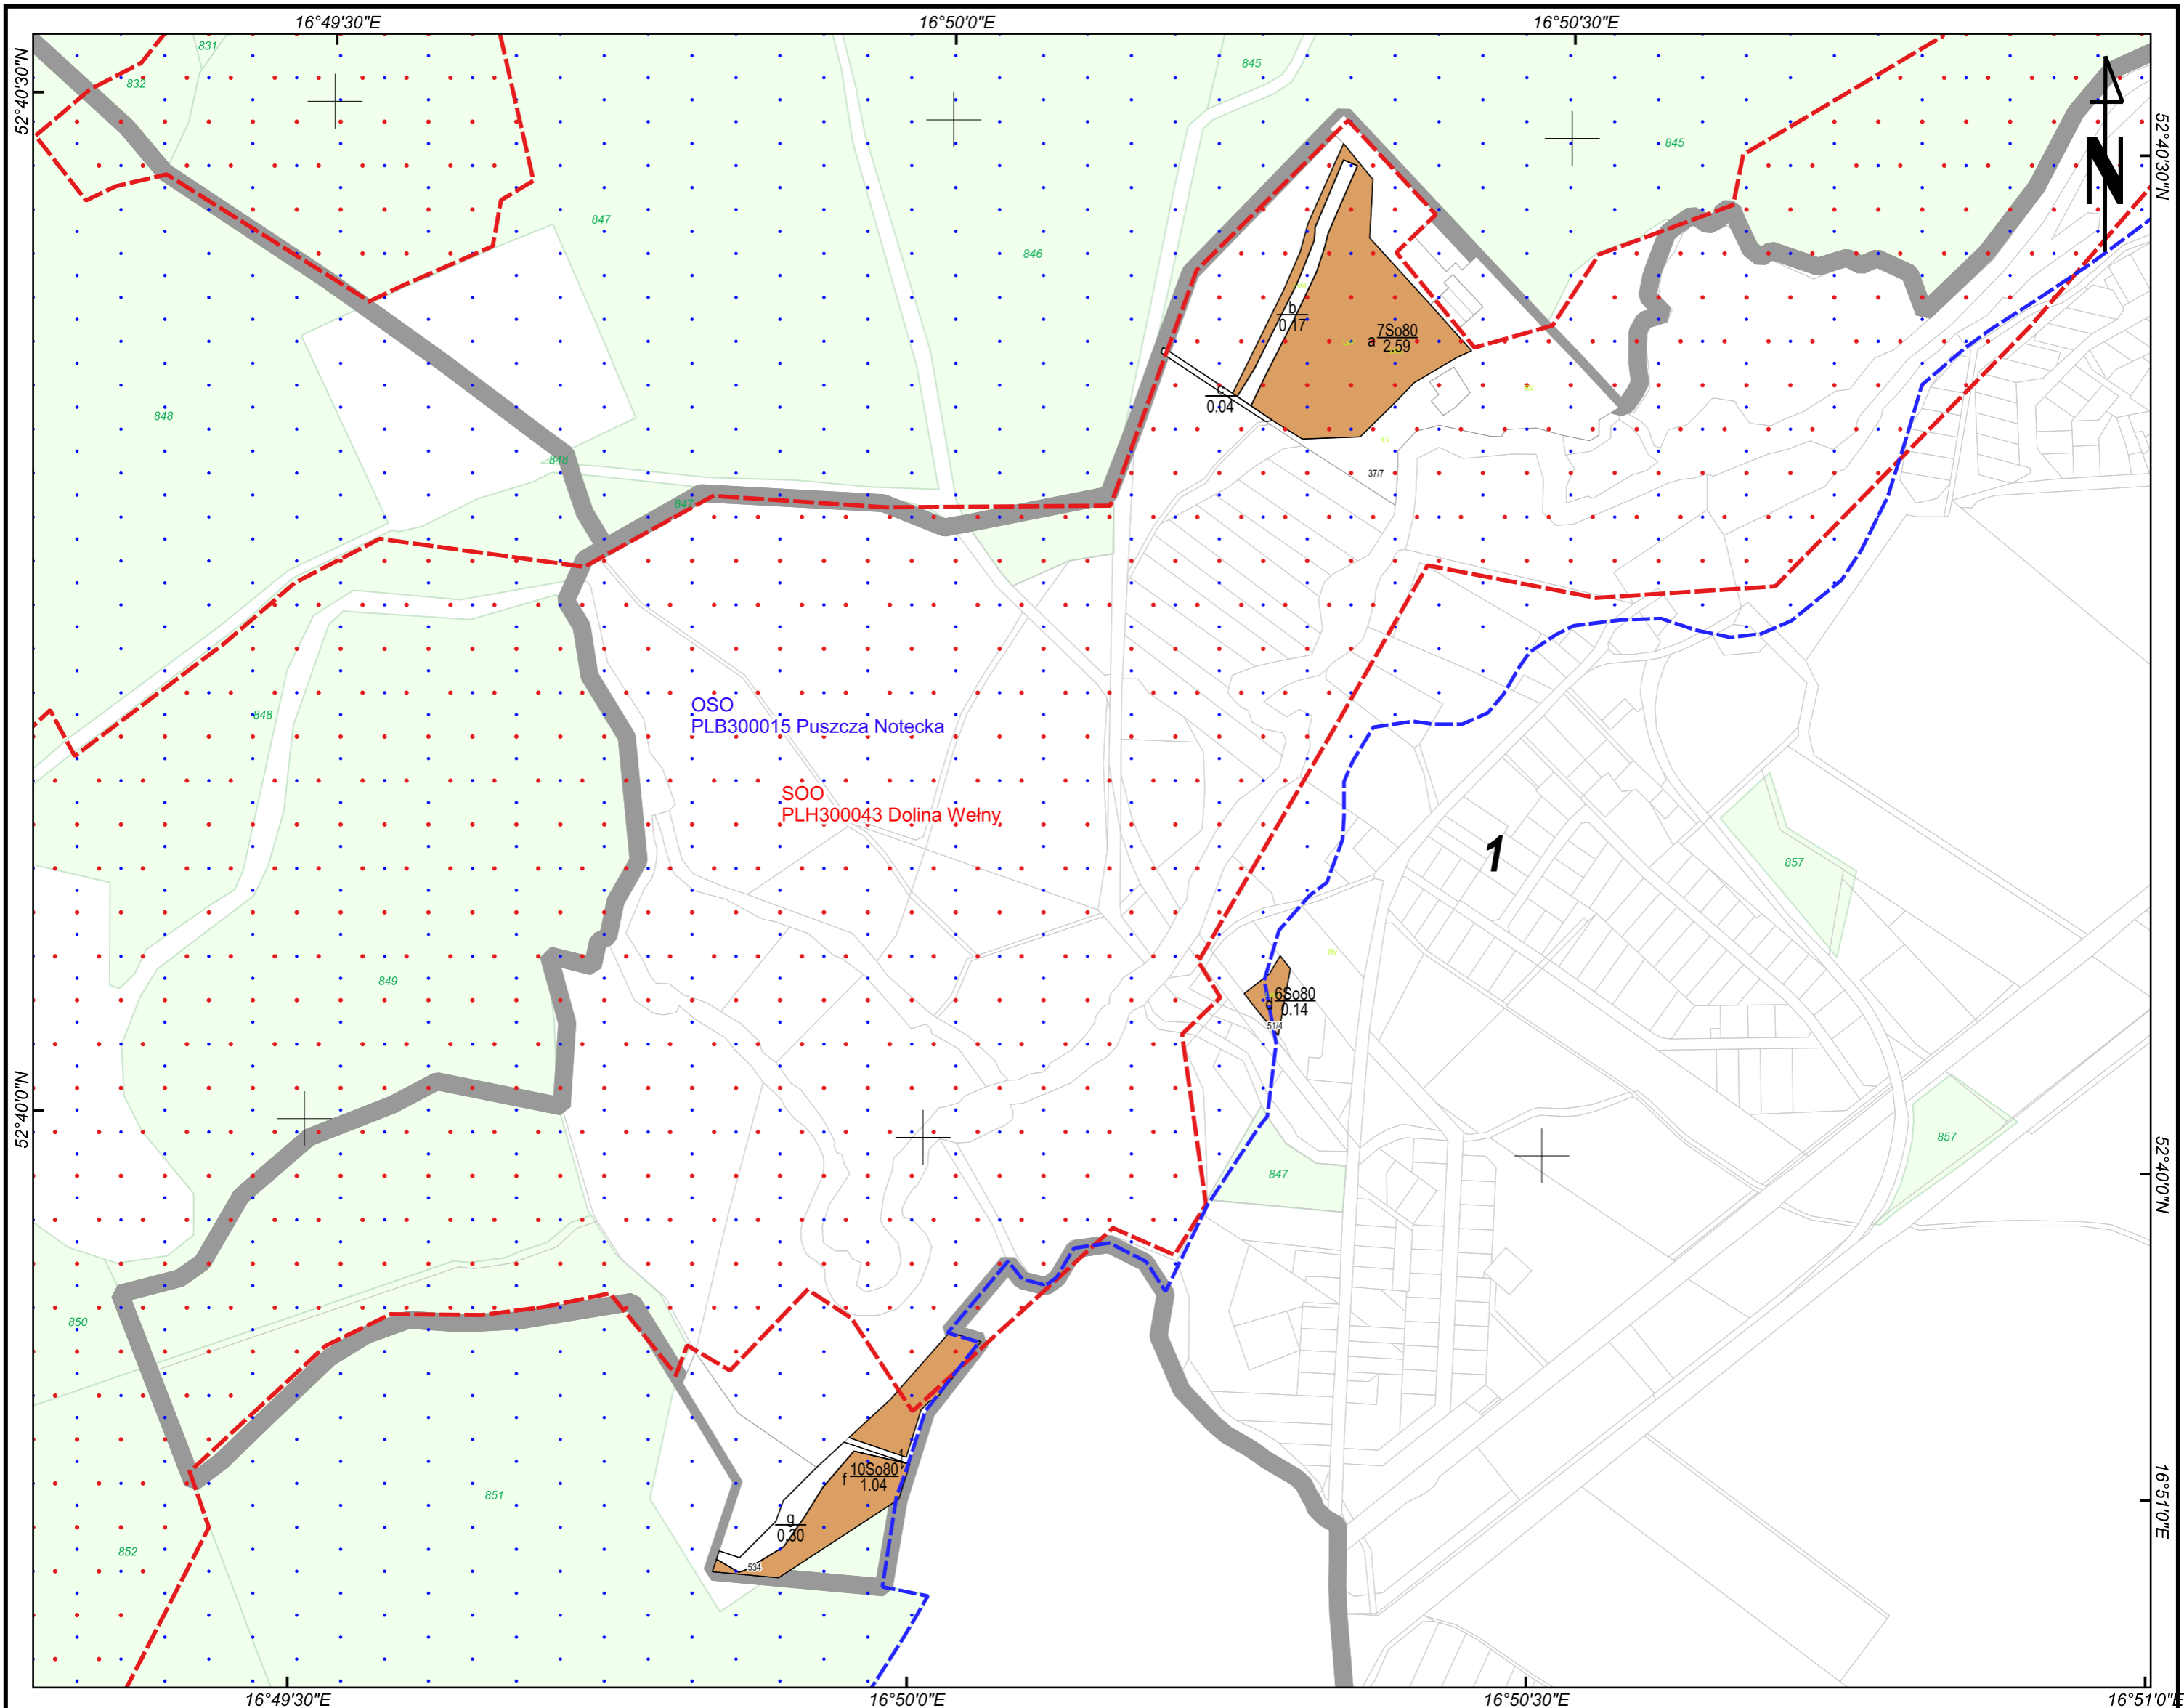 16°49'30"E
16°50'0"E
16°50'30"E
52°40'30"N
52°40'30"N
N
831
832
845
845
847
846
b
0.17
a
7So80
2.59
c
0.04
848
848
847
37/7
LV
848
OSO
PLB300015 Puszcza Notecka
SOO
PLH300043 Dolina Wełny
1
857
RV
849
d
6So80
0.14
51/4
52°40'0"N
52°40'0"N
857
847
850
f
10So80
1.04
851
g
0.30
534
852
16°51'0"E
16°49'30"E
16°50'0"E
16°50'30"E
16°51'0"E